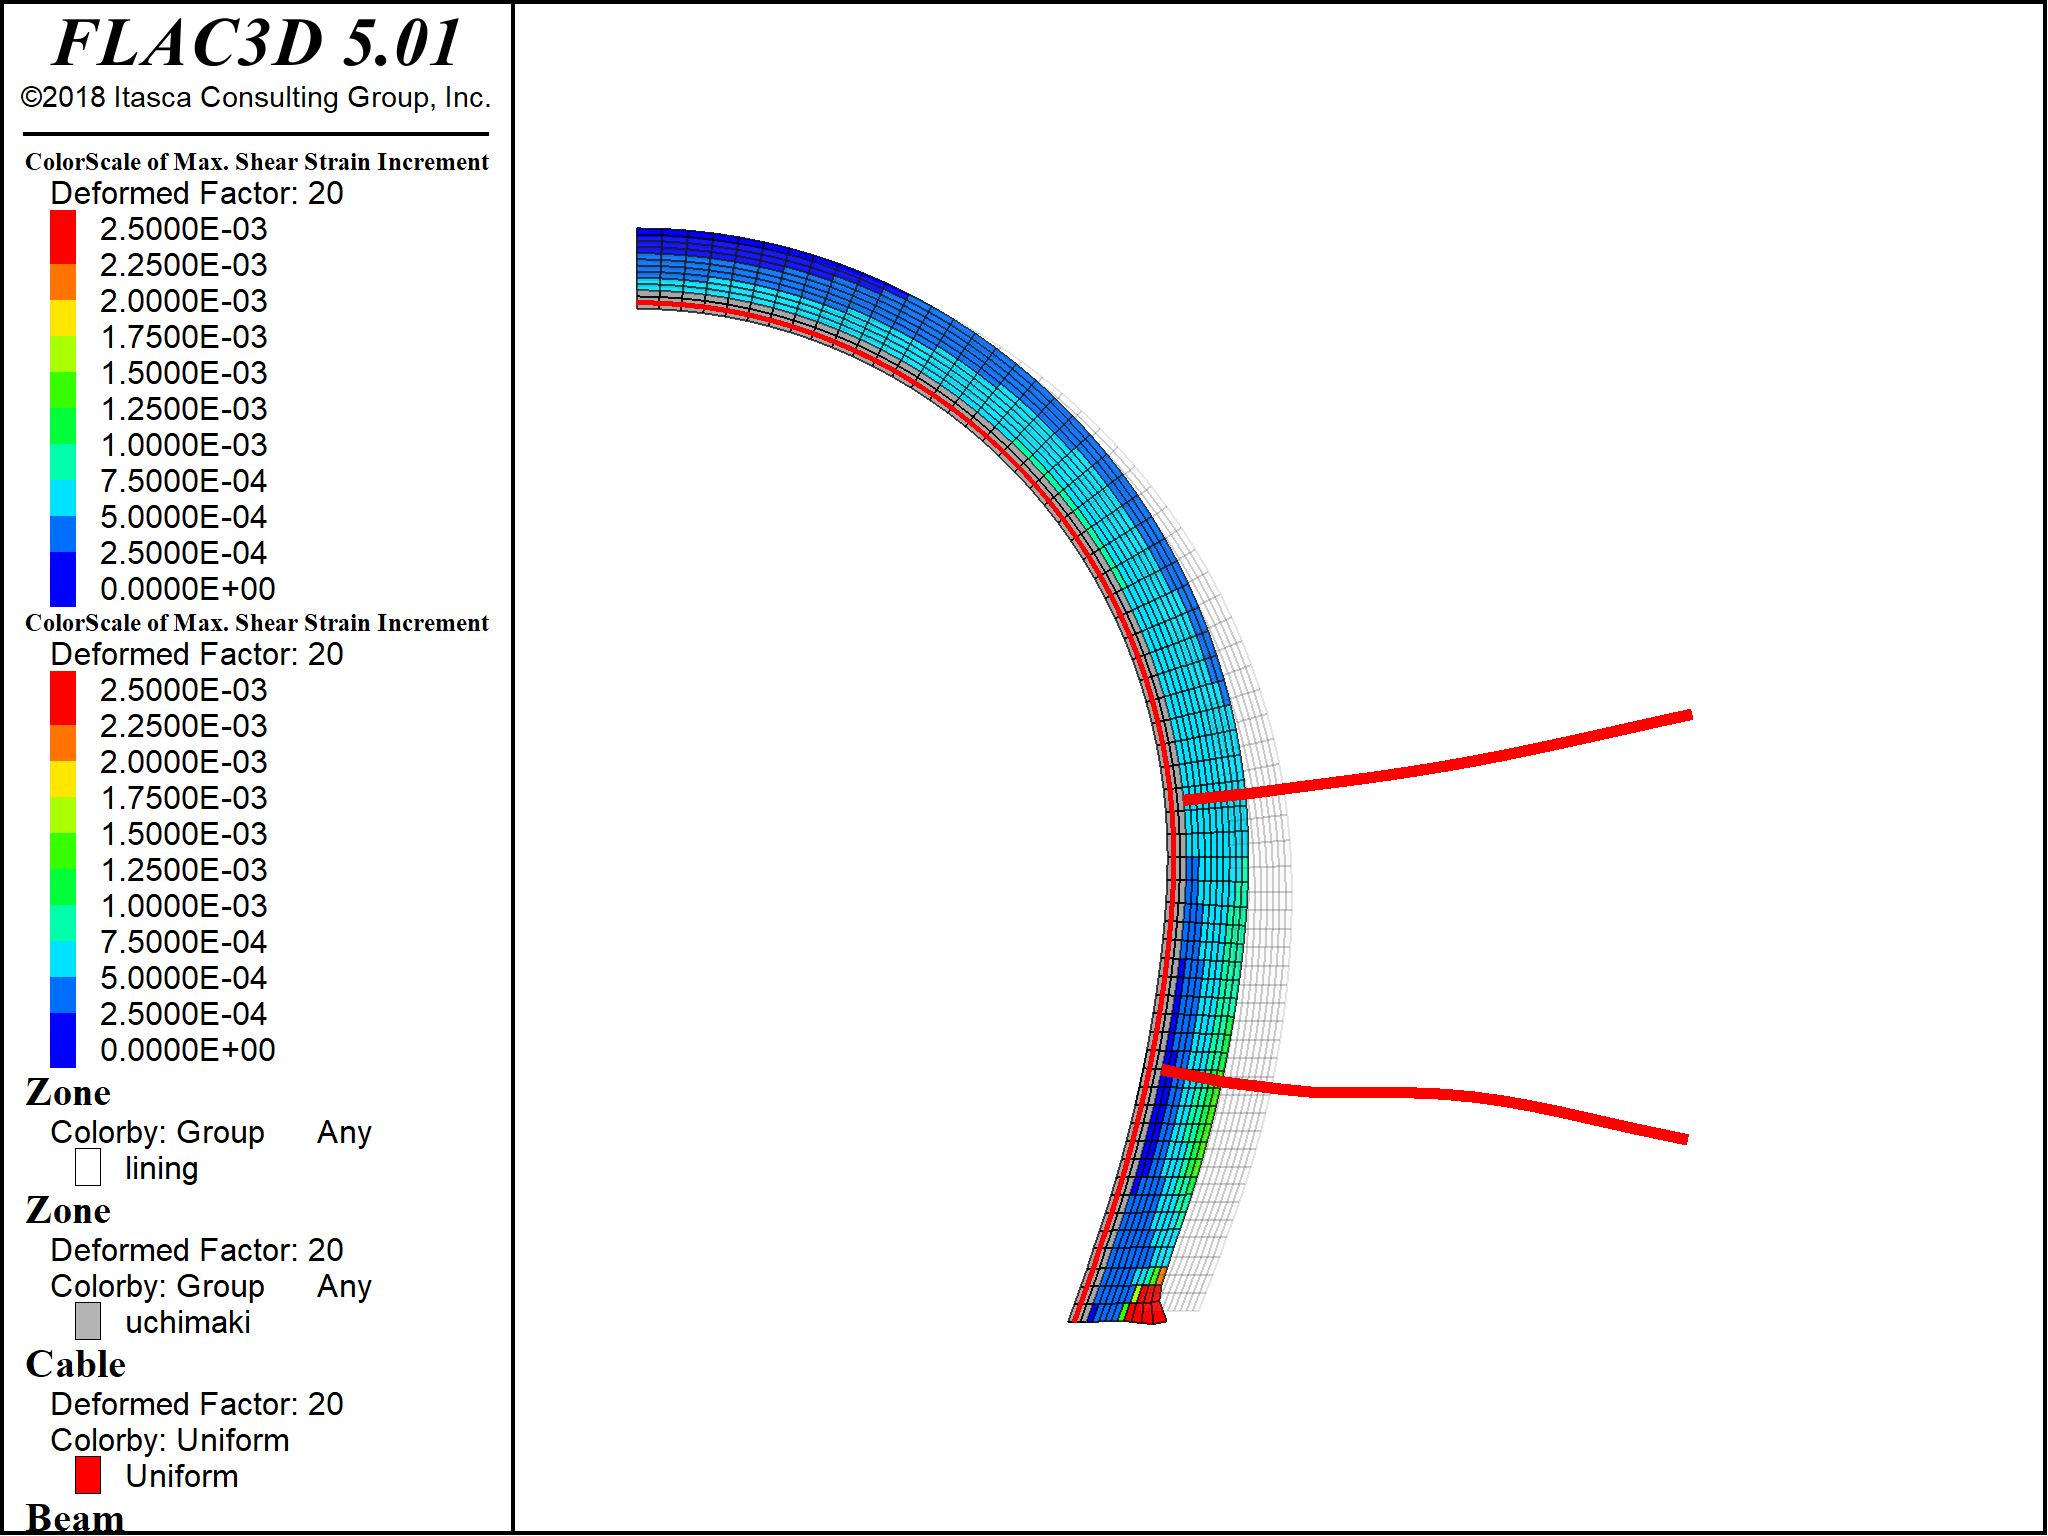 FLAC3D 5.01
©2018 Itasca Consulting Group, Inc.
ColorScale of Max. Shear Strain Increment
Deformed Factor: 20
2.5000E-03
2.2500E-03
2.0000E-03
1.7500E-03
1.5000E-03
1.2500E-03
1.0000E-03
7.5000E-04
5.0000E-04
2.5000E-04
0.0000E+00
ColorScale of Max. Shear Strain Increment
Deformed Factor: 20
2.5000E-03
2.2500E-03
2.0000E-03
1.7500E-03
1.5000E-03
1.2500E-03
1.0000E-03
7.5000E-04
5.0000E-04
2.5000E-04
0.0000E+00
Zone
Colorby: Group Any
lining
Zone
Deformed Factor: 20
Colorby: Group Any
uchimaki
Cable
Deformed Factor: 20
Colorby: Uniform
Uniform
Beam